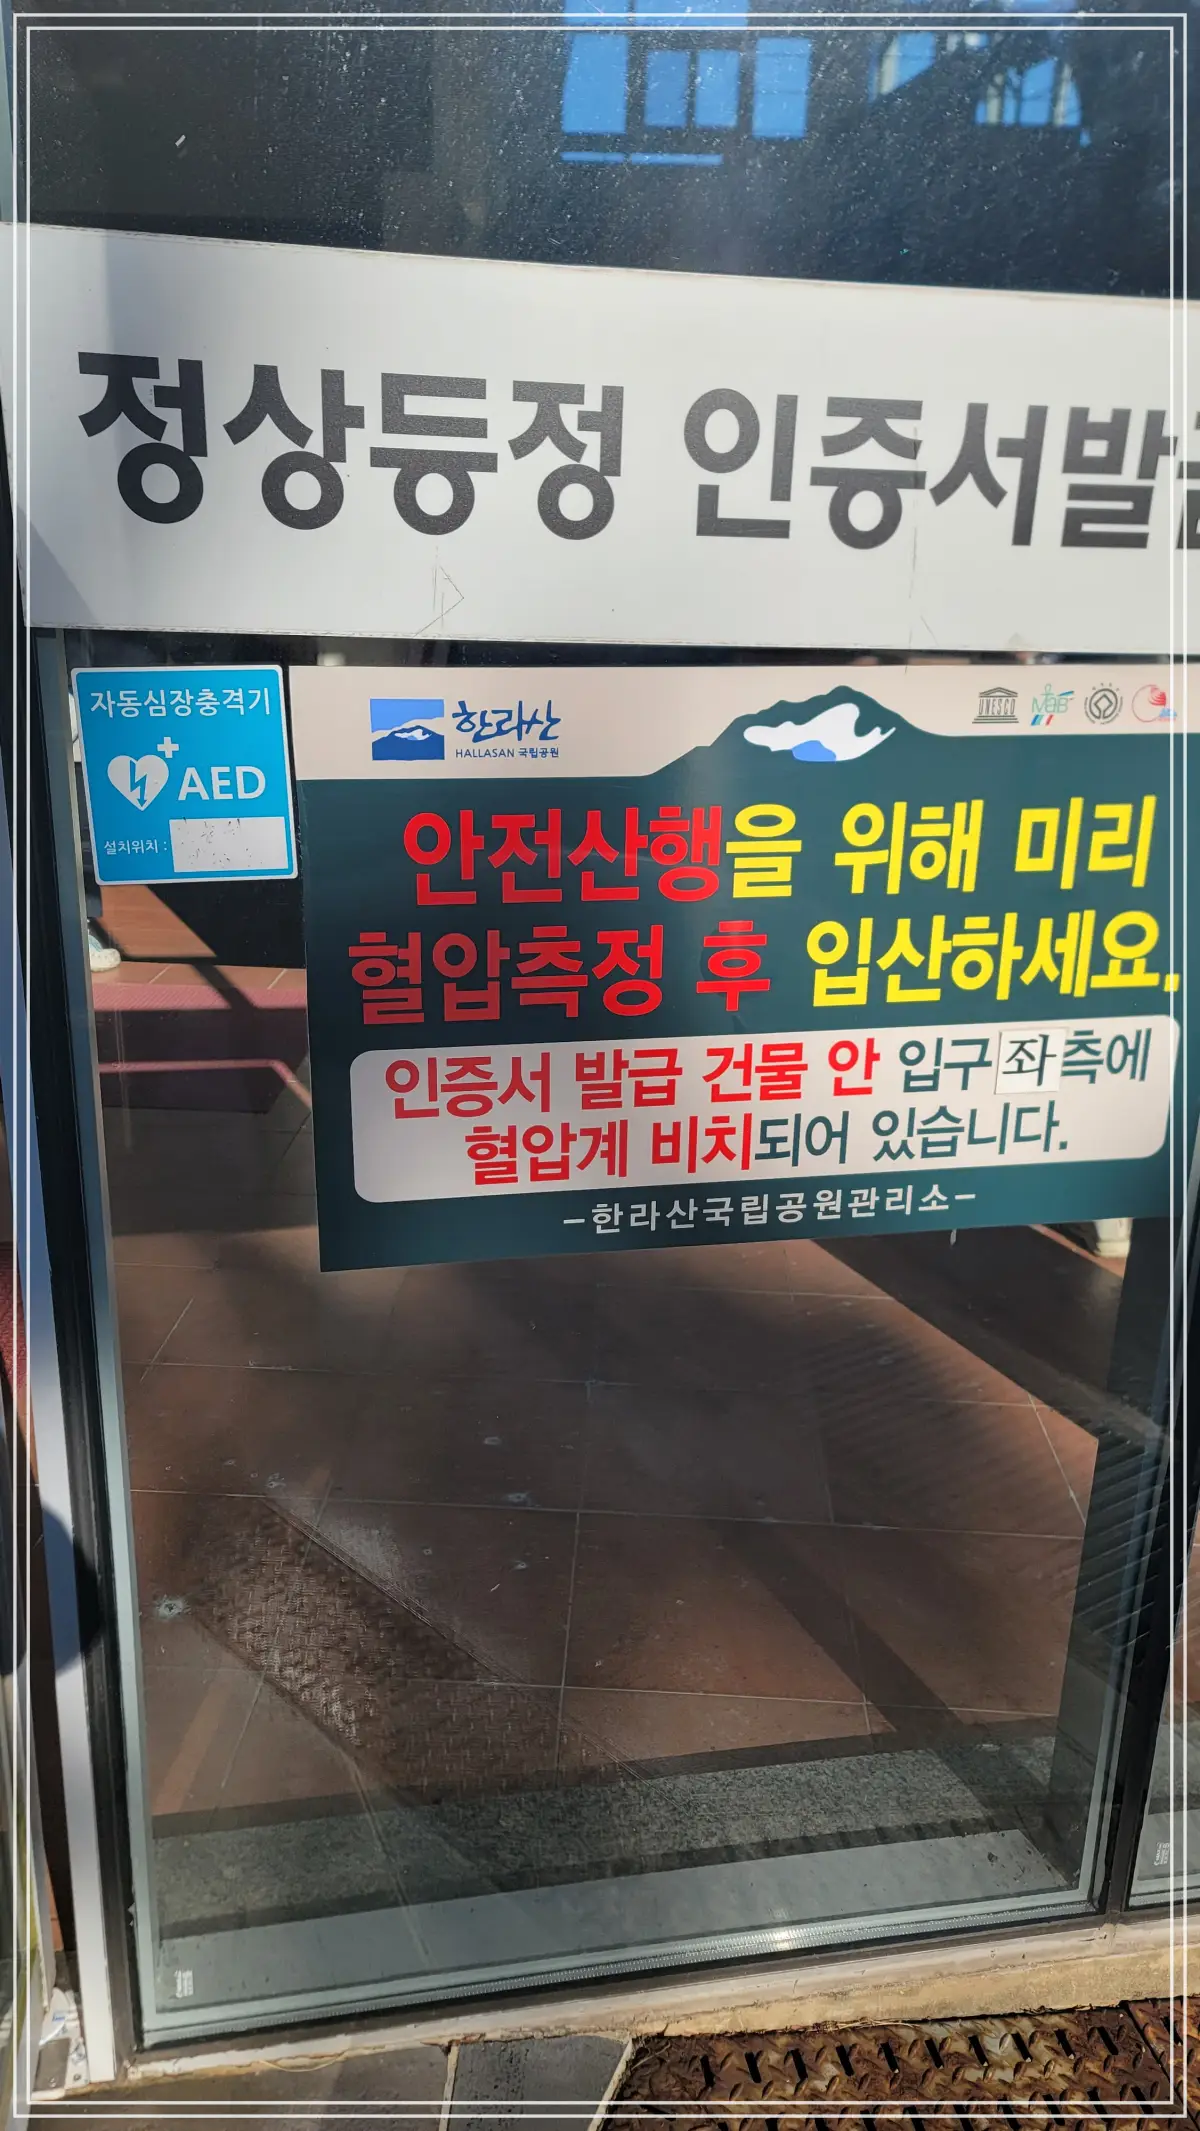 정상등정 인증서발
자동심장충격기
AED
설치위치 :
한라산
HALLASAN 국립공원
UNESCO
MaB
안전산행을 위해 미리
혈압측정 후 입산하세요.
인증서 발급 건물 안 입구 좌측에
혈압계 비치되어 있습니다.
-한라산국립공원관리소-